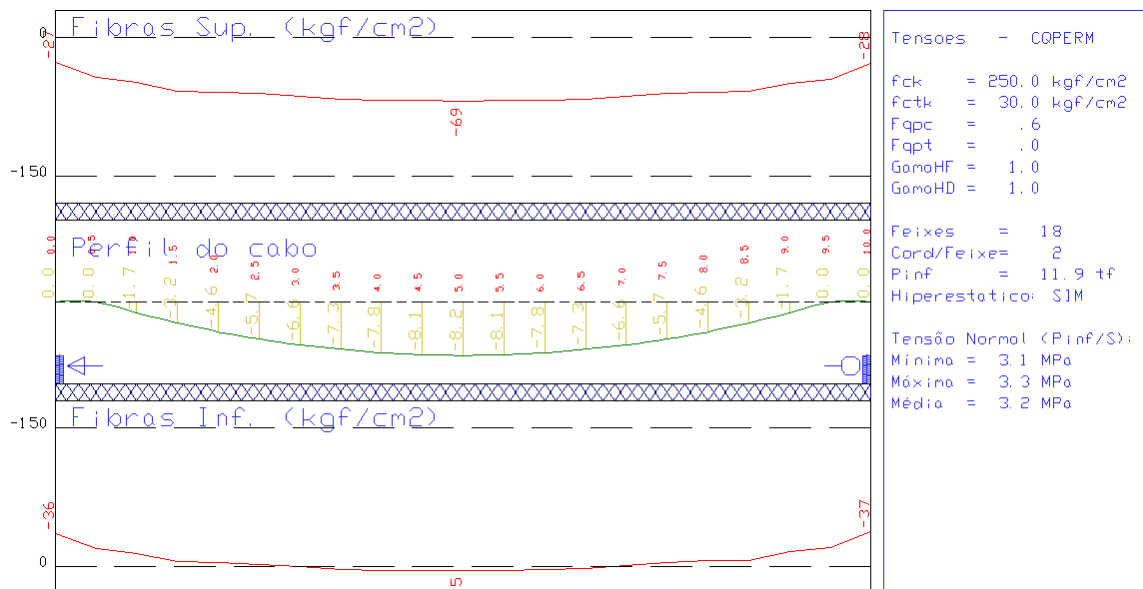 Fibras Sup. (kgf/cm2)
0
-27
-28
-69
-150
Perfil do cabo
0.0 0.5 1.0 1.5 2.0 2.5 3.0 3.5 4.0 4.5 5.0 5.5 6.0 6.5 7.0 7.5 8.0 8.5 9.0 9.5 10.0
0.0 0.0 -1.7 -3.2 -4.6 -5.7 -6.6 -7.3 -7.8 -8.1 -8.2 -8.1 -7.8 -7.3 -6.6 -5.7 -4.6 -3.2 -1.7 0.0 0.0
Fibras Inf. (kgf/cm2)
-150
-36
-37
0
5
Tensoes - CQPERM
fck = 250.0 kgf/cm2
fctk = 30.0 kgf/cm2
Fqpc = .6
Fqpt = .0
GamaHF = 1.0
GamaHD = 1.0
Feixes = 18
Cord/Feixe= 2
Pinf = 11.9 tf
Hiperestatico: SIM
Tensão Normal (Pinf/S):
Mínima = 3.1 MPa
Máxima = 3.3 MPa
Média = 3.2 MPa